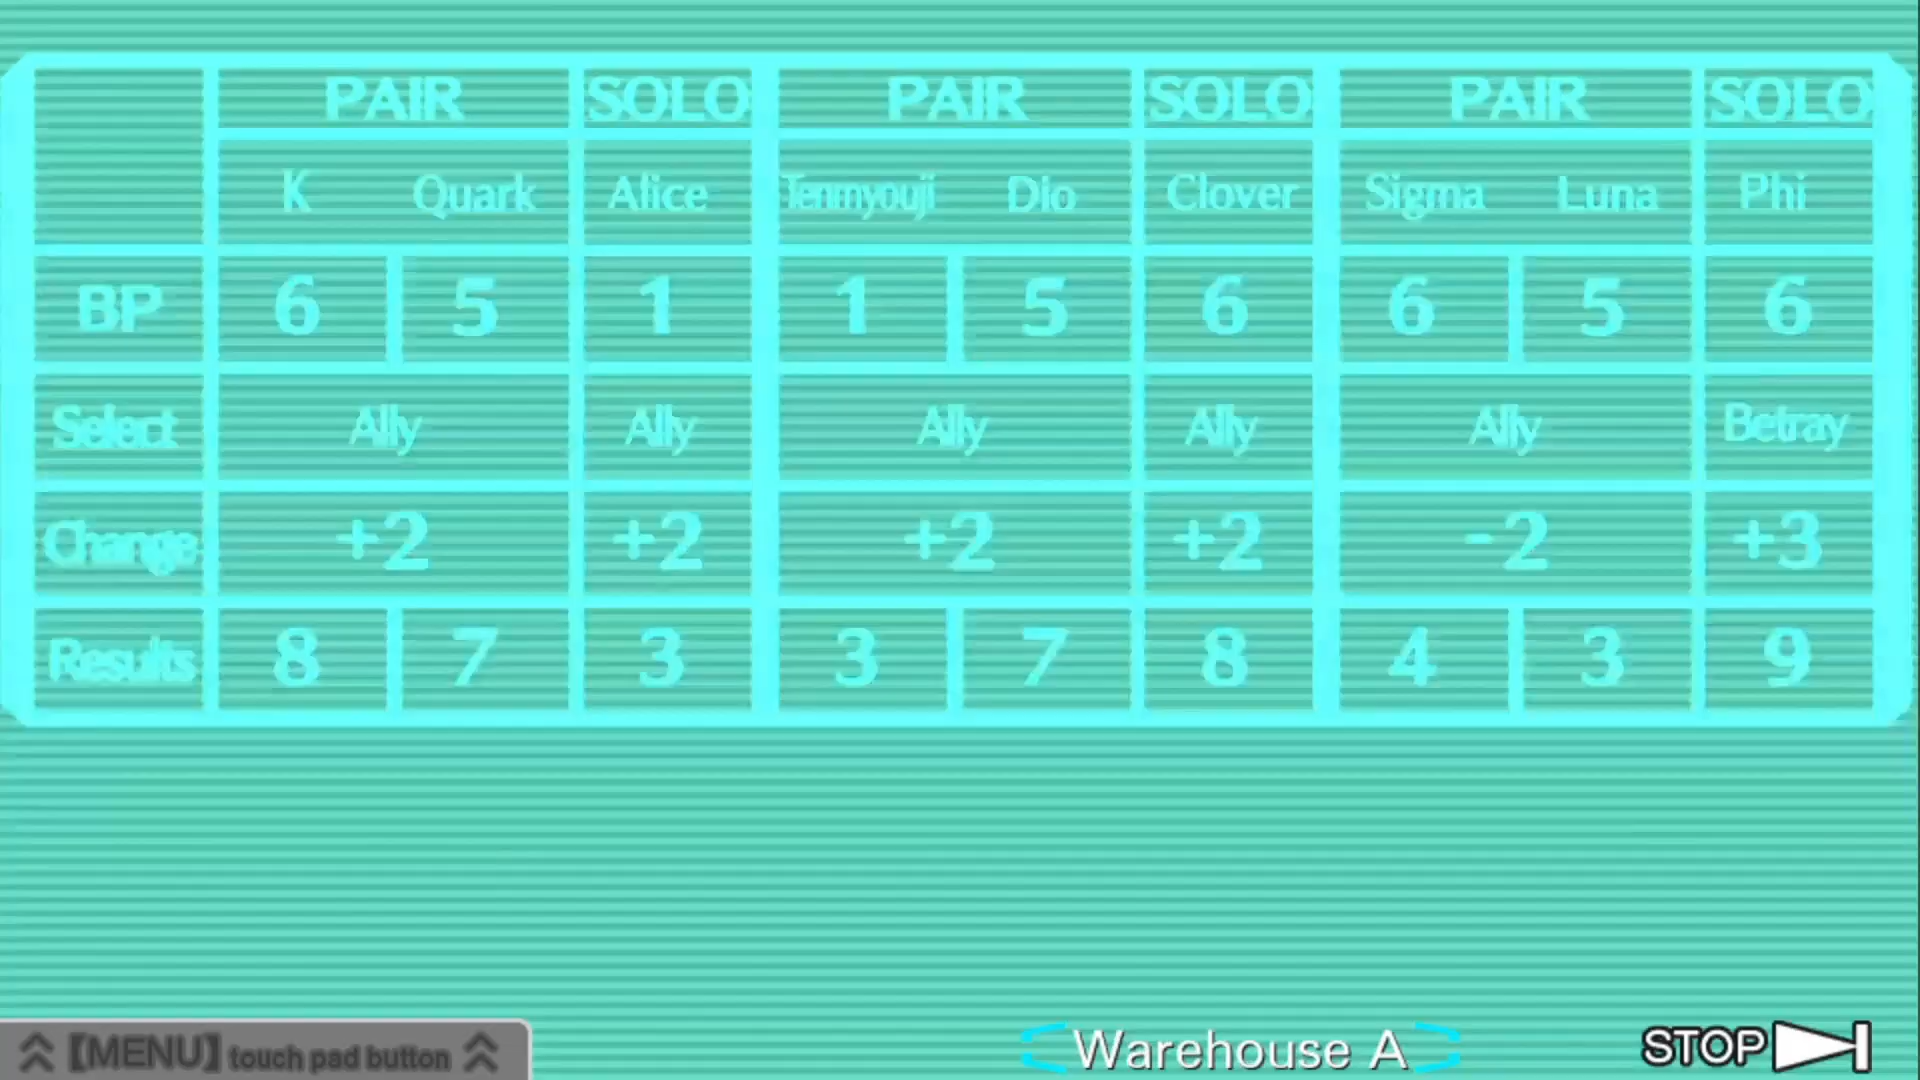 PAIR SOLO PAIR SOLO PAIR SOLO
K Quark Alice Tenmyouji Dio Clover Sigma Luna Phi
BP 6 5 1 1 5 6 6 5 6
Select Ally Ally Ally Ally Ally Betray
Change +2 +2 +2 +2 -2 +3
Results 8 7 3 3 7 8 4 3 9
【MENU】 touch pad button
Warehouse A
STOP